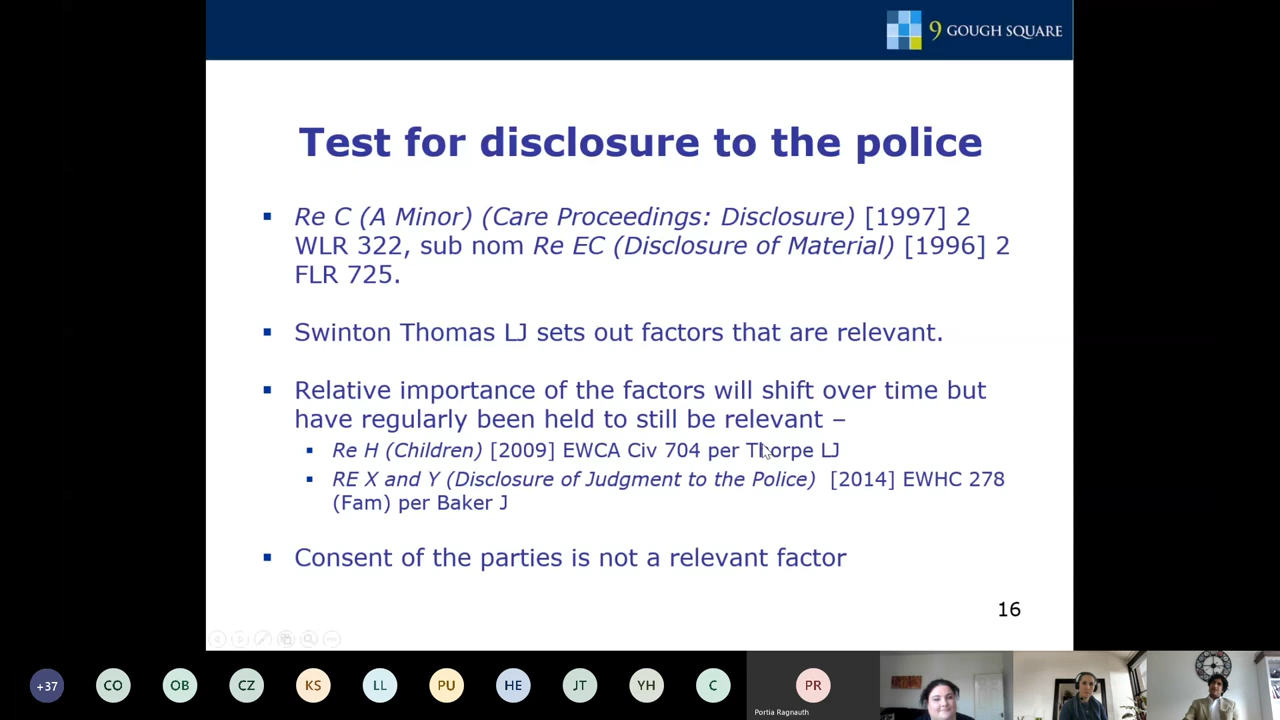 9 GOUGH SQUARE
Test for disclosure to the police
Re C (A Minor) (Care Proceedings: Disclosure) [1997] 2
WLR 322, sub nom Re EC (Disclosure of Material) [1996] 2
FLR 725.
Swinton Thomas LJ sets out factors that are relevant.
Relative importance of the factors will shift over time but
have regularly been held to still be relevant –
Re H (Children) [2009] EWCA Civ 704 per Thorpe LJ
RE X and Y (Disclosure of Judgment to the Police) [2014] EWHC 278
(Fam) per Baker J
Consent of the parties is not a relevant factor
16
+37 CO OB CZ KS LL PU HE JT YH C PR
Portia Ragnauth